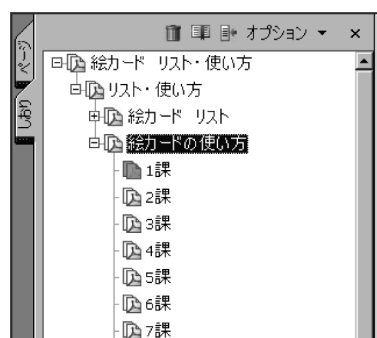 オプション
ページ
しおり
絵カード リスト・使い方
リスト・使い方
絵カード リスト
絵カードの使い方
1課
2課
3課
4課
5課
6課
7課